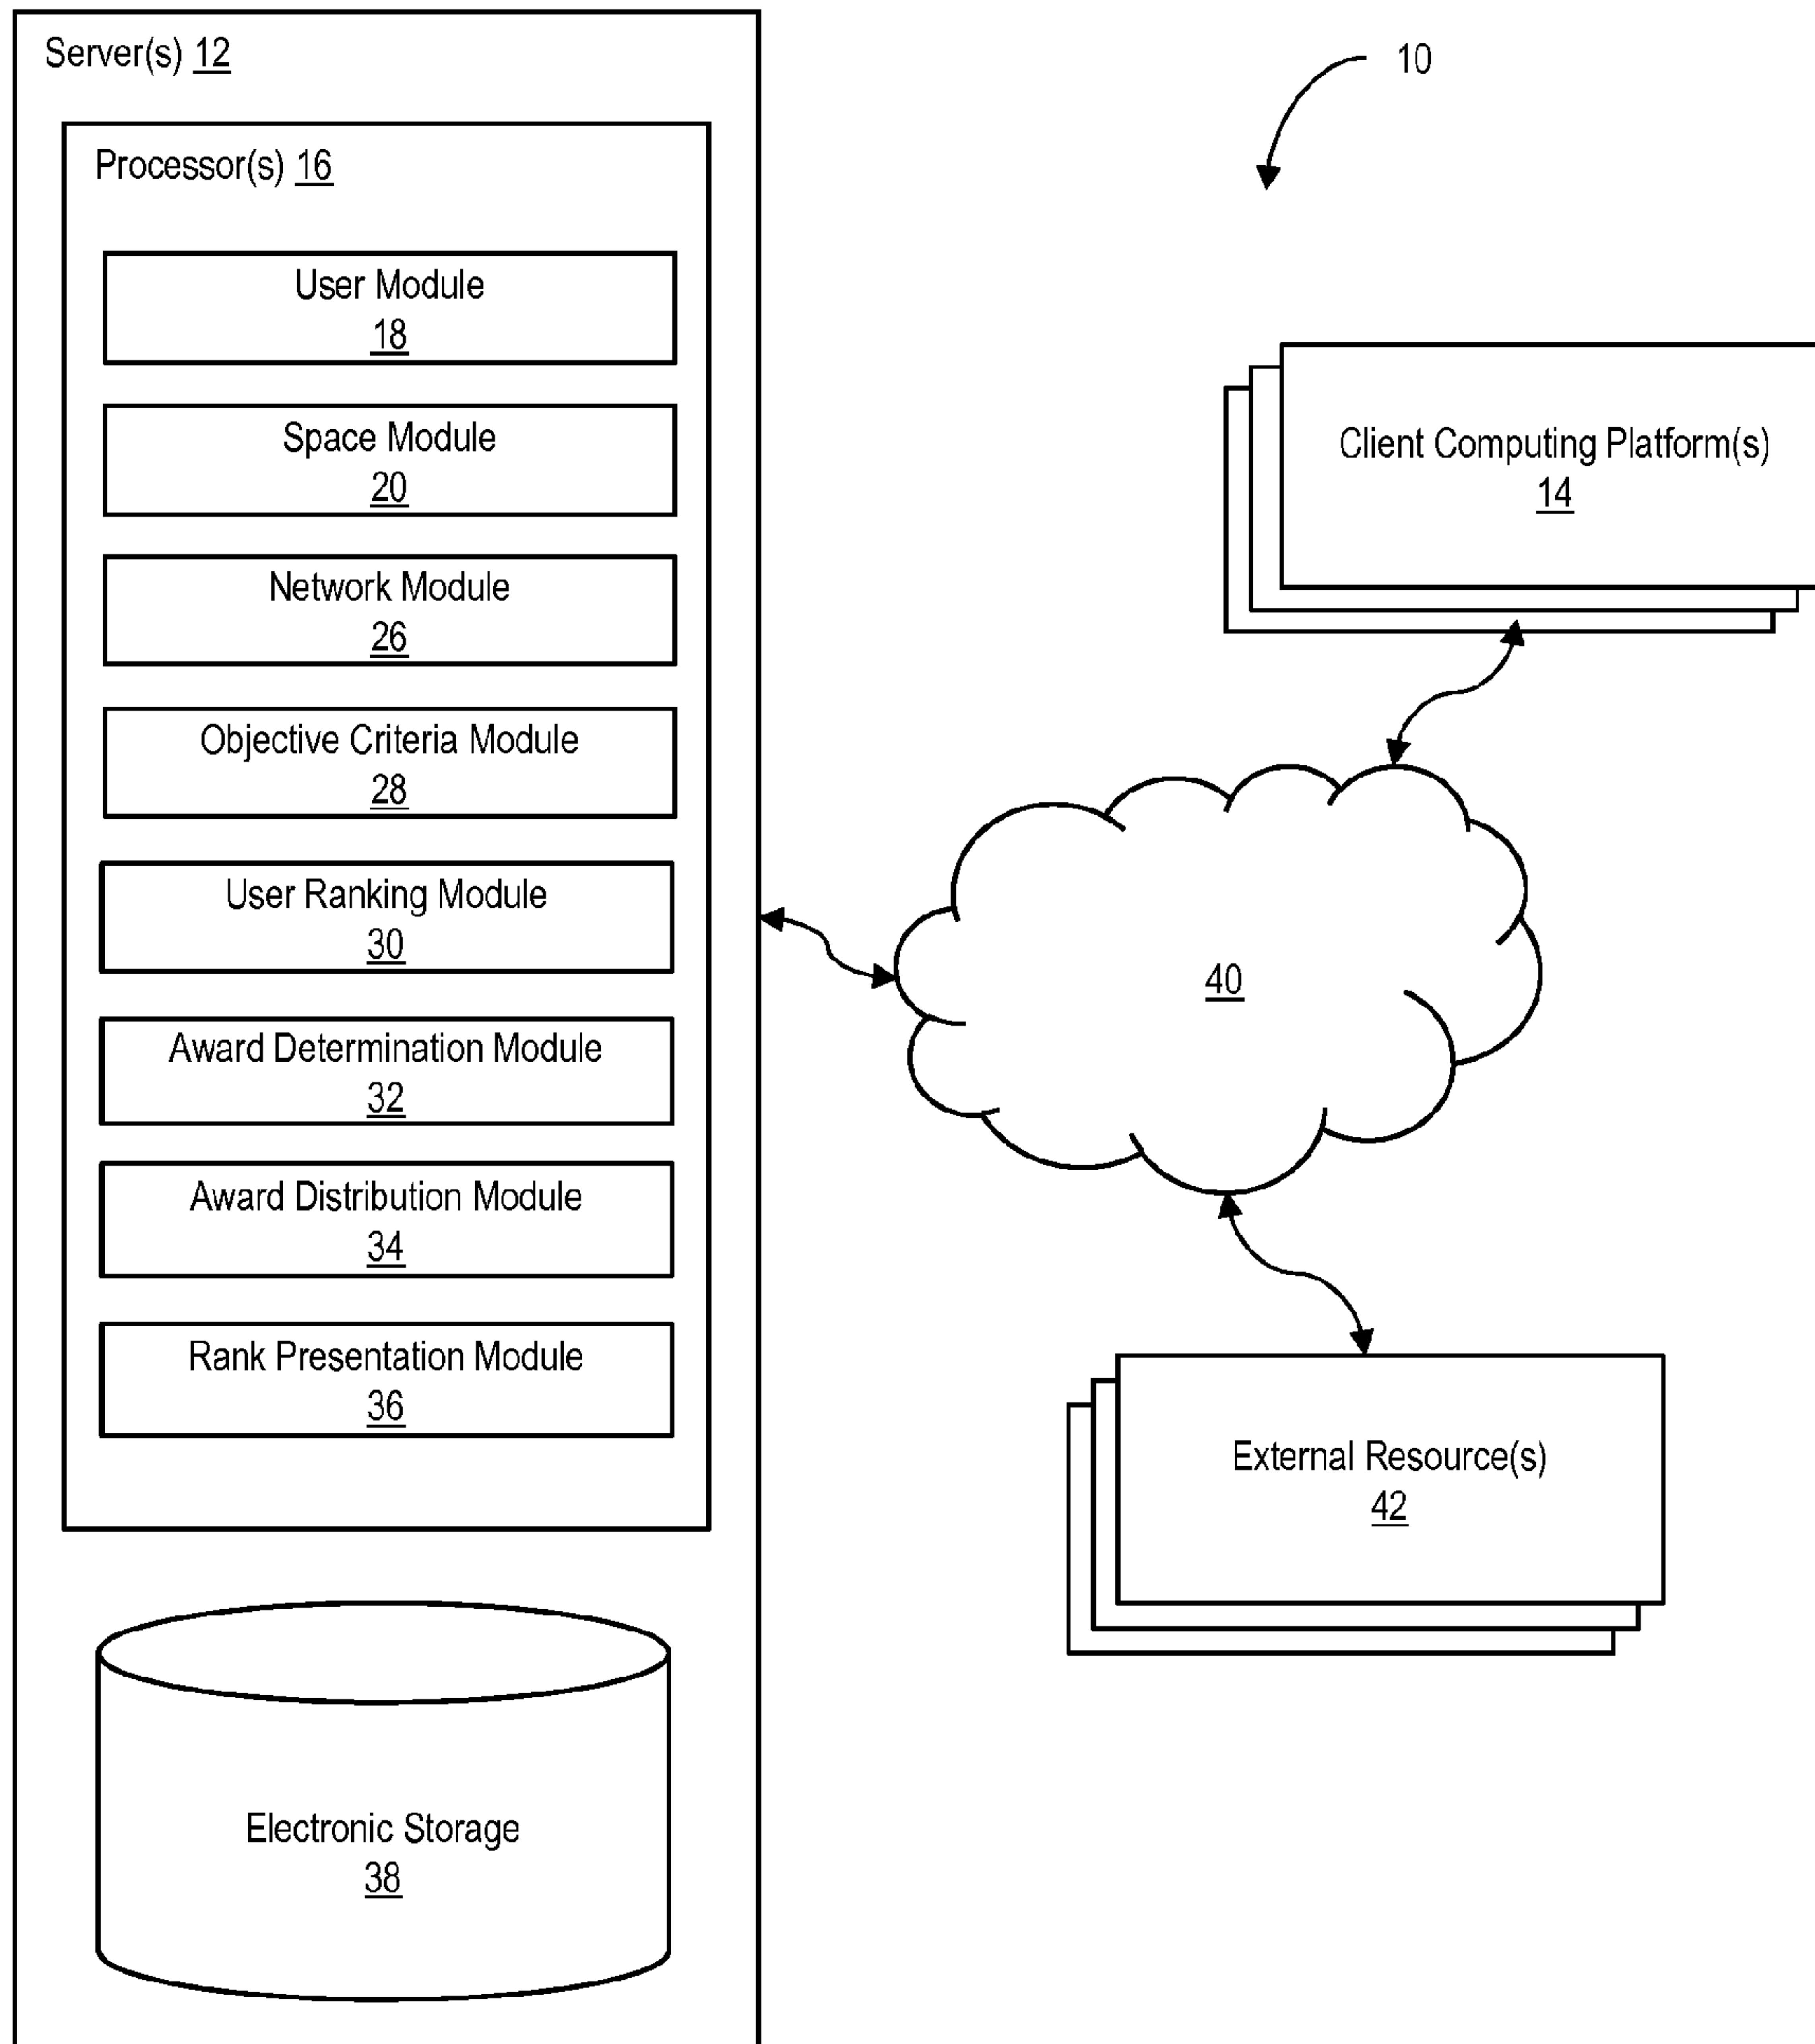 Server(s) 12
Processor(s) 16
User Module
18
Space Module
20
Network Module
26
Objective Criteria Module
28
User Ranking Module
30
Award Determination Module
32
Award Distribution Module
34
Rank Presentation Module
36
Electronic Storage
38
10
Client Computing Platform(s)
14
40
External Resource(s)
42